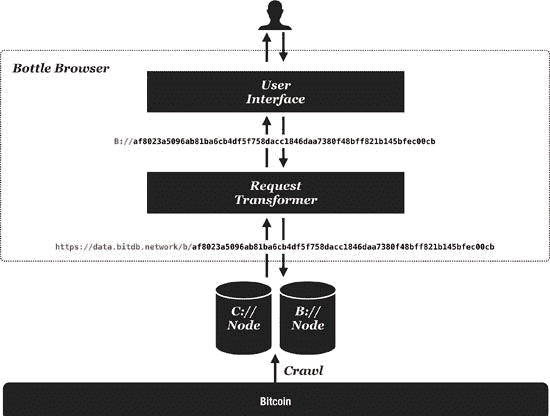 Bottle Browser
User
Interface
B://af8023a5096ab81ba6cb4df5f758dacc1846daa7380f48bff821b145bfec00cb
Request
Transformer
https://data.bitdb.network/b/af8023a5096ab81ba6cb4df5f758dacc1846daa7380f48bff821b145bfec00cb
C://
Node
B://
Node
Crawl
Bitcoin